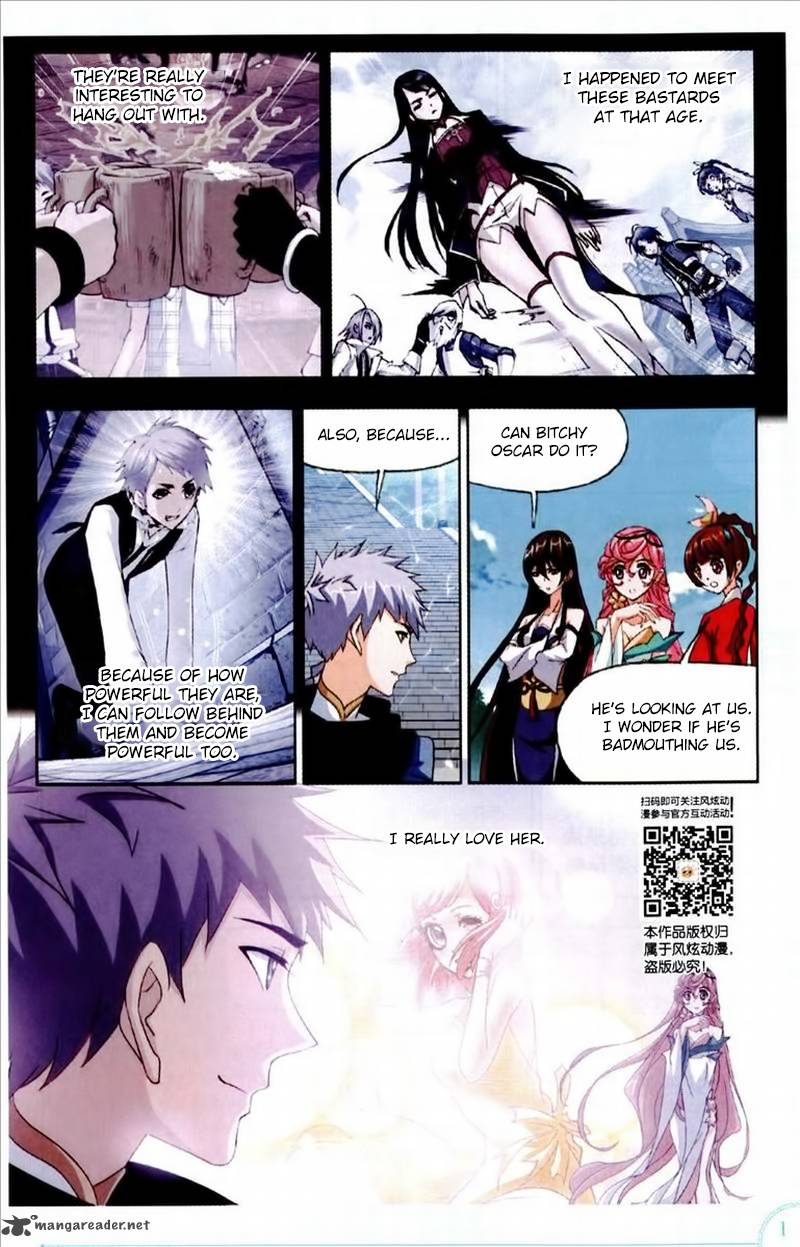 THEY'RE REALLY
INTERESTING TO
HANG OUT WITH.
I HAPPENED TO MEET
THESE BASTARDS
AT THAT AGE.
BECAUSE OF HOW
POWERFUL THEY ARE,
I CAN FOLLOW BEHIND
THEM AND BECOME
POWERFUL TOO.
ALSO, BECAUSE...
CAN BITCHY
OSCAR DO IT?
HE'S LOOKING AT US.
I WONDER IF HE'S
BADMOUTHING US.
I REALLY LOVE HER.
扫码即可关注风炫动
漫参与官方互动活动!
本作品版权归
属于风炫动漫,
盗版必究!
mangareader.net
1